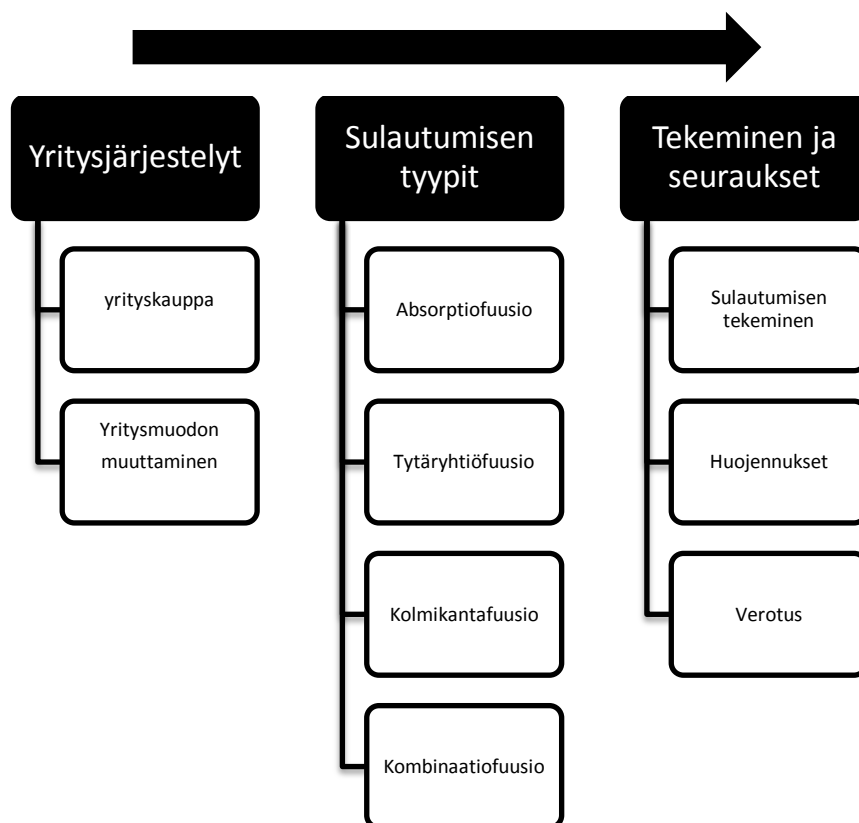 Yritysjärjestelyt
yrityskauppa
Yritysmuodon
muuttaminen
Sulautumisen
tyypit
Absorptiofuusio
Tytäryhtiöfuusio
Kolmikantafuusio
Kombinaatiofuusio
Tekeminen ja
seuraukset
Sulautumisen
tekeminen
Huojennukset
Verotus